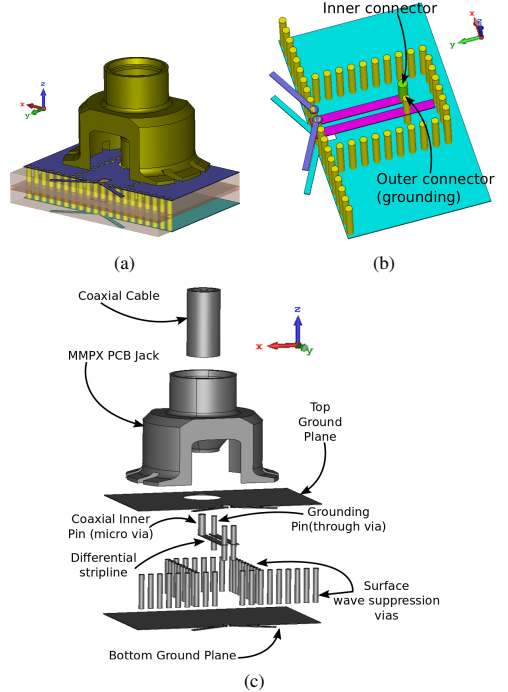 Inner connector
z
x
y
x
z
y
Outer connector
(grounding)
(a)
(b)
Coaxial Cable
z
x
y
MMPX PCB Jack
Top
Ground
Plane
Coaxial Inner
Pin (micro via)
Grounding
Pin(through via)
Differential
stripline
Surface
wave suppression
vias
Bottom Ground Plane
(c)